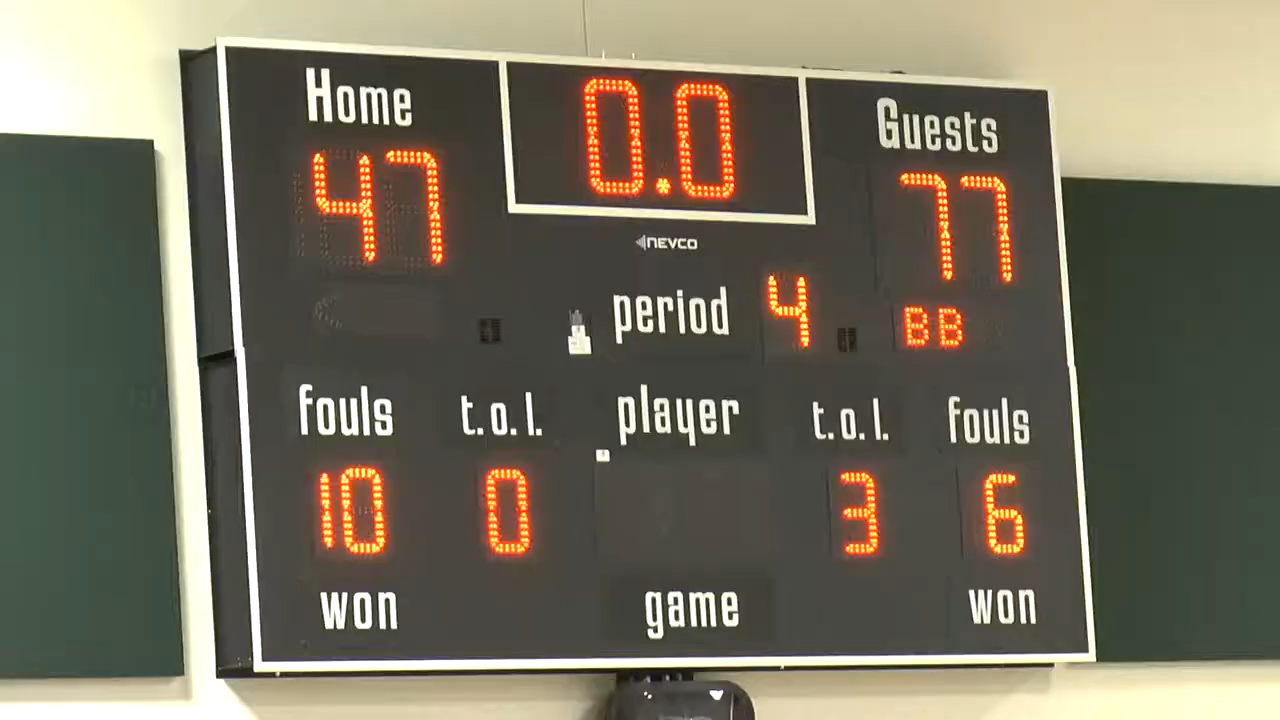 Home 0.0 Guests
47 77
NEVCO
period 4 BB
fouls t.o.l. player t.o.l. fouls
10 0 3 6
won game won